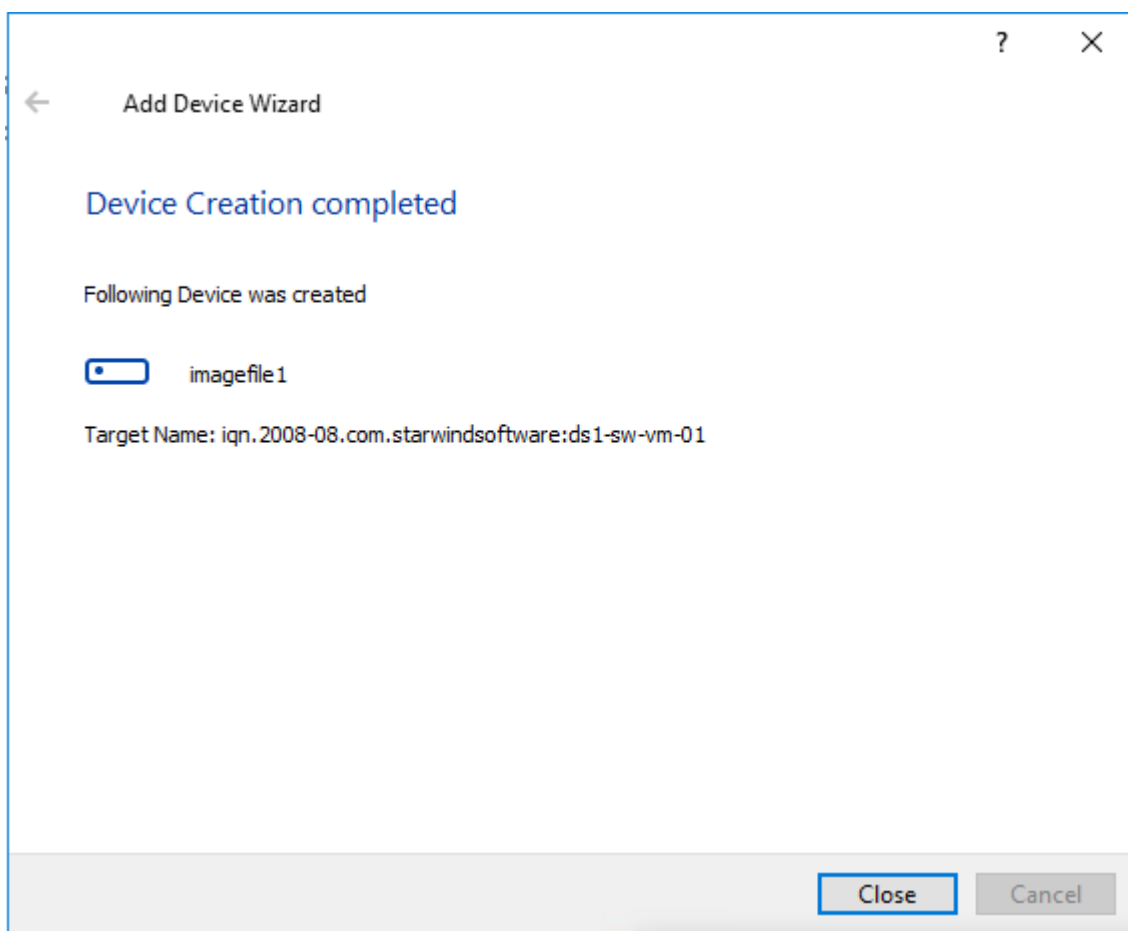 ?
Add Device Wizard
Device Creation completed
Following Device was created
imagefile1
Target Name: iqn.2008-08.com.starwindsoftware:ds1-sw-vm-01
Close Cancel